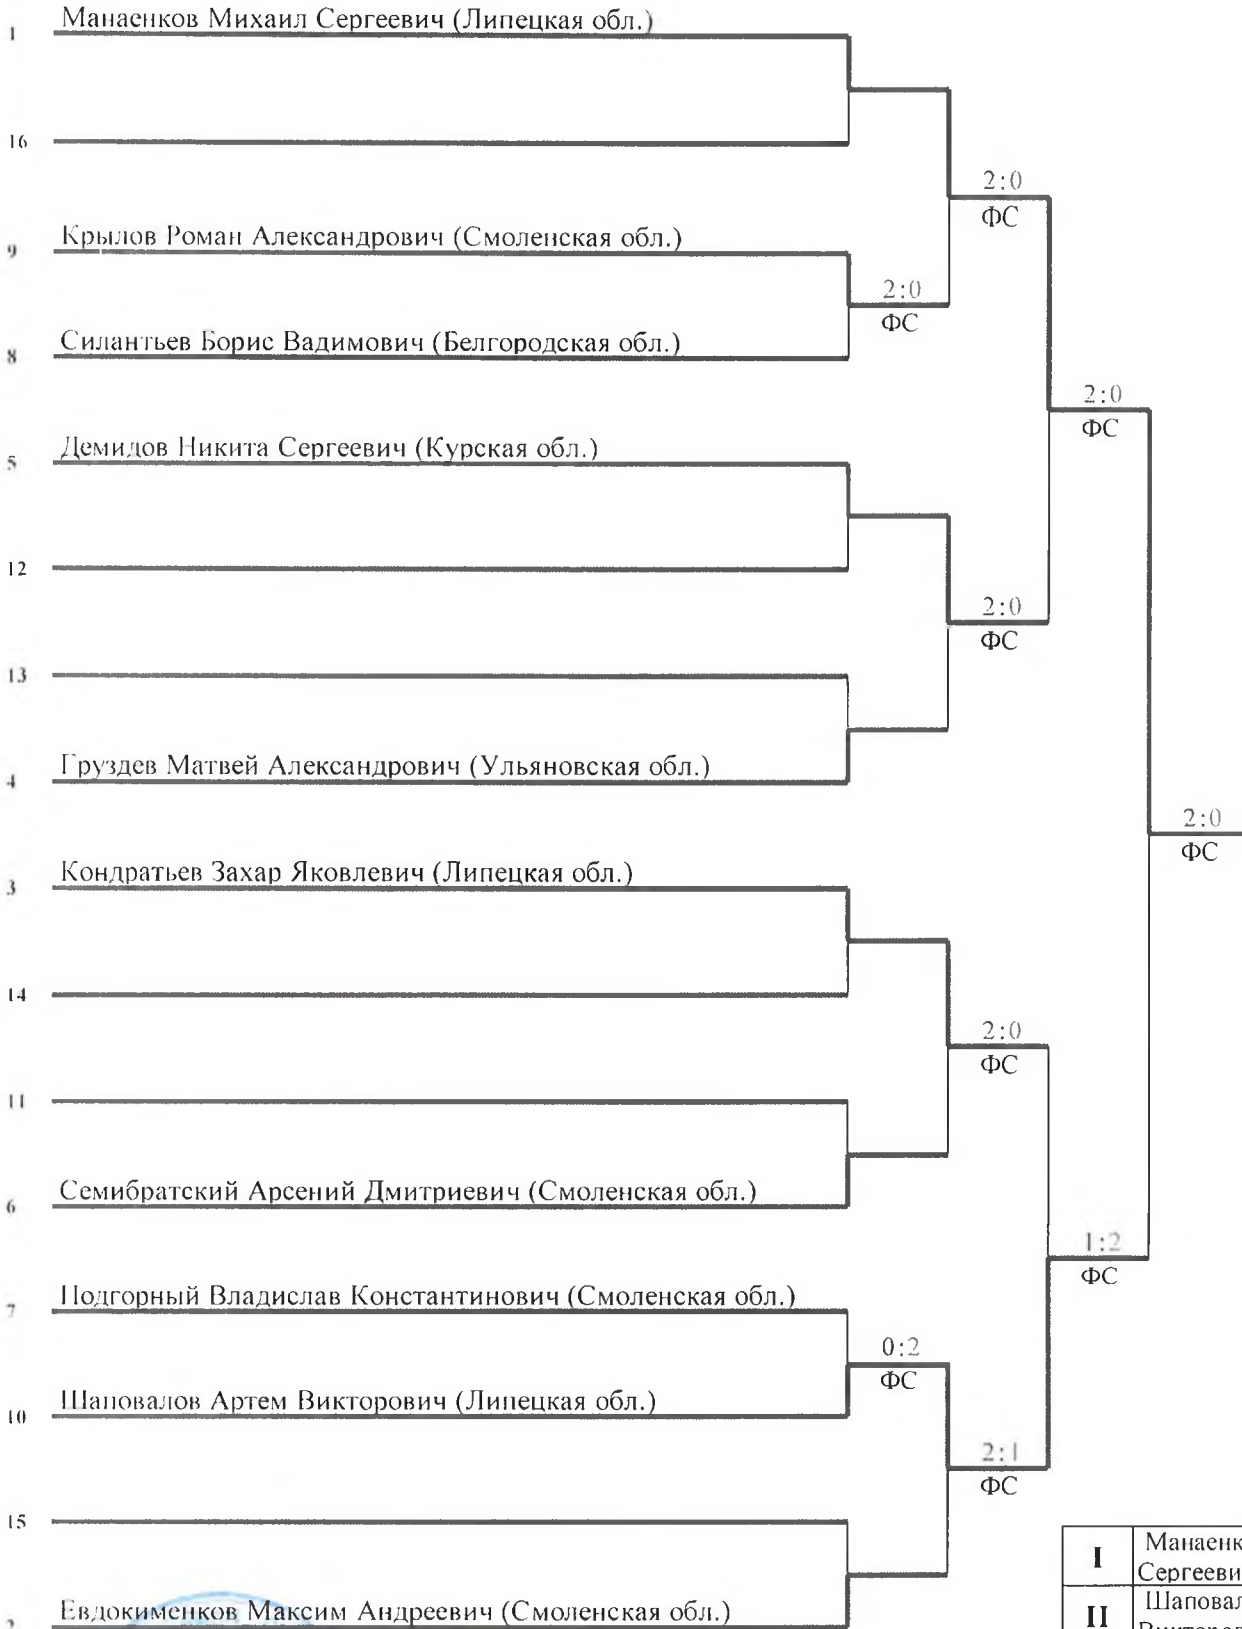 1 Манаенков Михаил Сергеевич (Липецкая обл.)
16
2:0
ФС
9 Крылов Роман Александрович (Смоленская обл.)
2:0
ФС
8 Силантьев Борис Вадимович (Белгородская обл.)
2:0
ФС
5 Демидов Никита Сергеевич (Курская обл.)
12
2:0
ФС
13
4 Груздев Матвей Александрович (Ульяновская обл.)
2:0
ФС
3 Кондратьев Захар Яковлевич (Липецкая обл.)
14
2:0
ФС
11
6 Семибратский Арсений Дмитриевич (Смоленская обл.)
1:2
ФС
7 Подгорный Владислав Константинович (Смоленская обл.)
0:2
ФС
10 Шаповалов Артем Викторович (Липецкая обл.)
2:1
ФС
15
I Манаенк
Сергееви
2 Евдокименков Максим Андреевич (Смоленская обл.)
II Шаповал